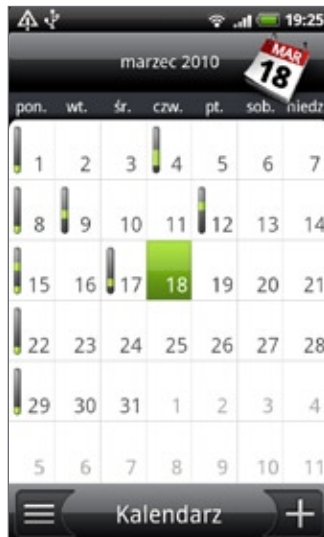 19:25
marzec 2010
MAR
18
pon. wt. śr. czw. pt. sob. niedz
1 2 3 4 5 6 7
8 9 10 11 12 13 14
15 16 17 18 19 20 21
22 23 24 25 26 27 28
29 30 31 1 2 3 4
5 6 7 8 9 10 11
Kalendarz